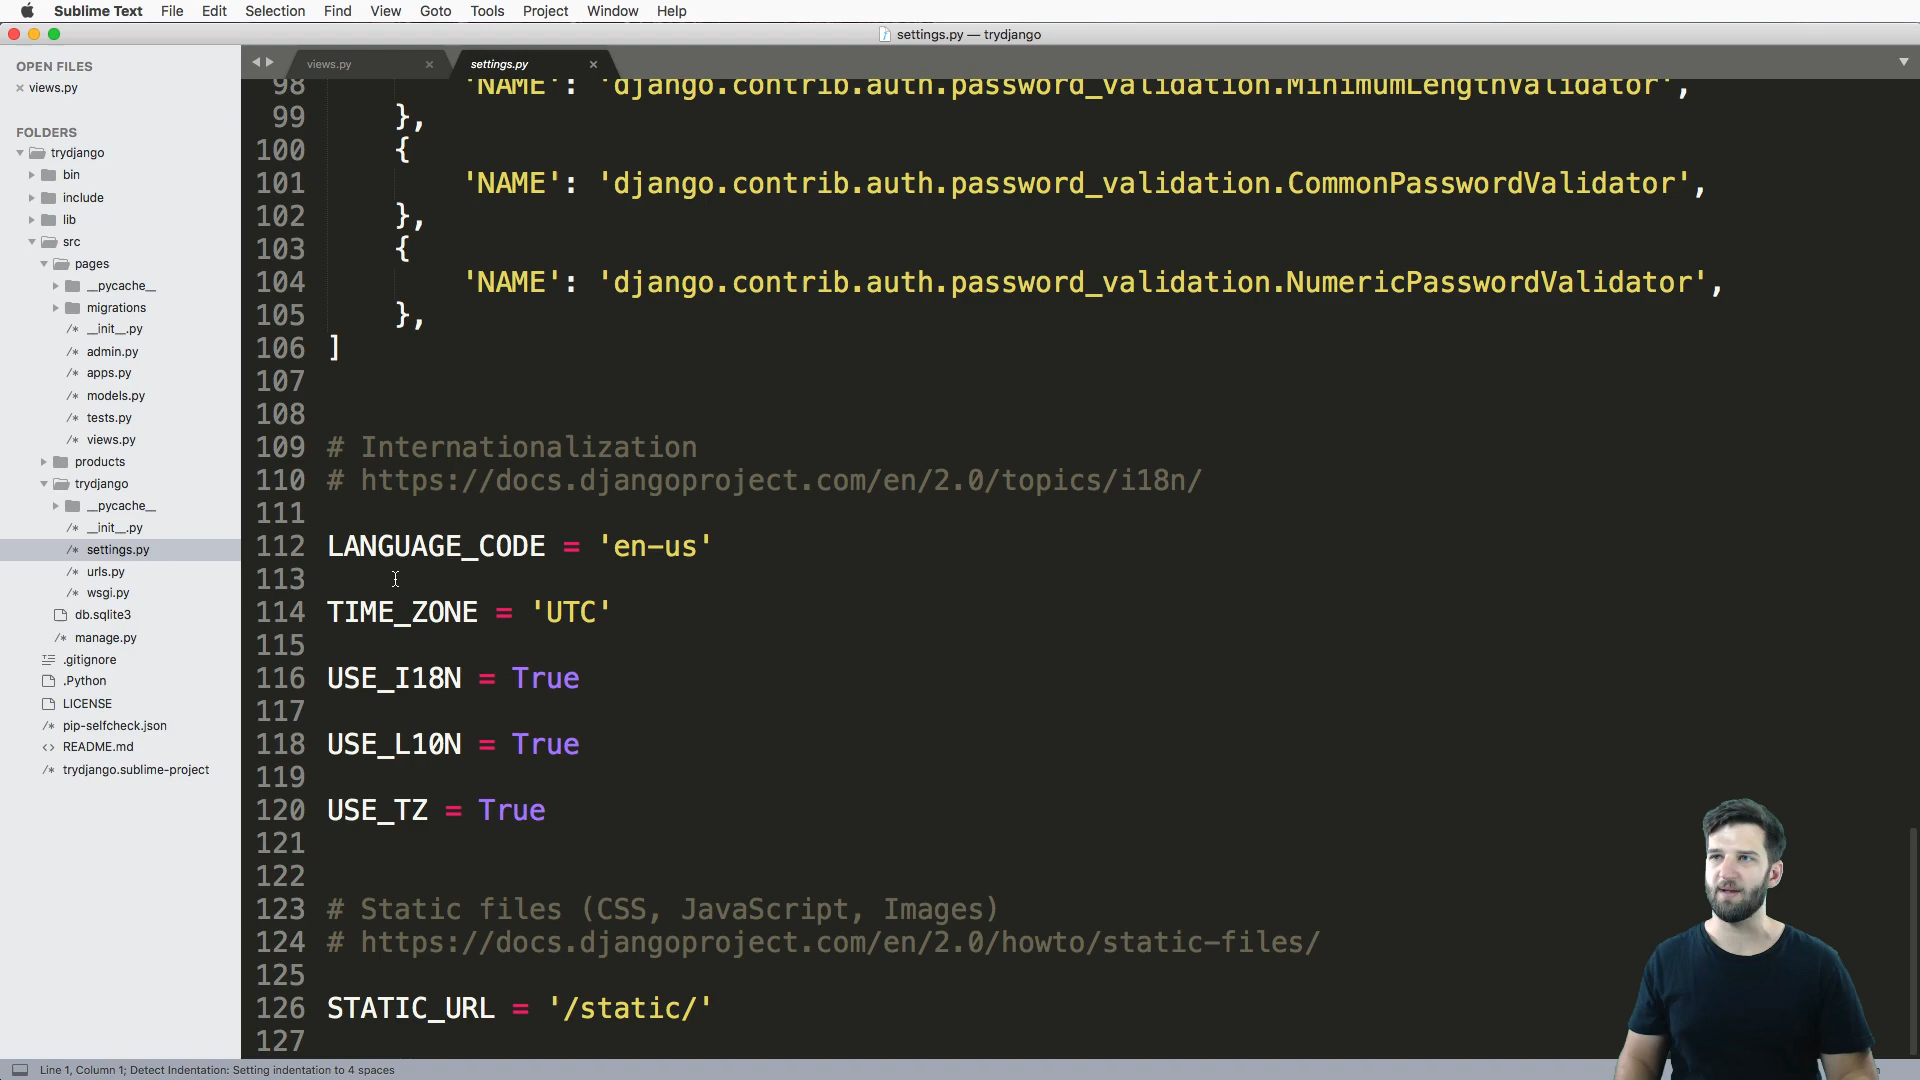 Sublime Text File Edit Selection Find View Goto Tools Project Window Help
settings.py — trydjango
OPEN FILES
× views.py
FOLDERS
trydjango
bin
include
lib
src
pages
__pycache__
migrations
/* __init__.py
/* admin.py
/* apps.py
/* models.py
/* tests.py
/* views.py
products
trydjango
__pycache__
/* __init__.py
/* settings.py
/* urls.py
/* wsgi.py
db.sqlite3
/* manage.py
.gitignore
.Python
LICENSE
/* pip-selfcheck.json
<> README.md
/* trydjango.sublime-project
views.py × settings.py ×
98 'NAME': 'django.contrib.auth.password_validation.MinimumLengthValidator',
99 },
100 {
101 'NAME': 'django.contrib.auth.password_validation.CommonPasswordValidator',
102 },
103 {
104 'NAME': 'django.contrib.auth.password_validation.NumericPasswordValidator',
105 },
106 ]
107
108
109 # Internationalization
110 # https://docs.djangoproject.com/en/2.0/topics/i18n/
111
112 LANGUAGE_CODE = 'en-us'
113
114 TIME_ZONE = 'UTC'
115
116 USE_I18N = True
117
118 USE_L10N = True
119
120 USE_TZ = True
121
122
123 # Static files (CSS, JavaScript, Images)
124 # https://docs.djangoproject.com/en/2.0/howto/static-files/
125
126 STATIC_URL = '/static/'
127
Line 1, Column 1; Detect Indentation: Setting indentation to 4 spaces